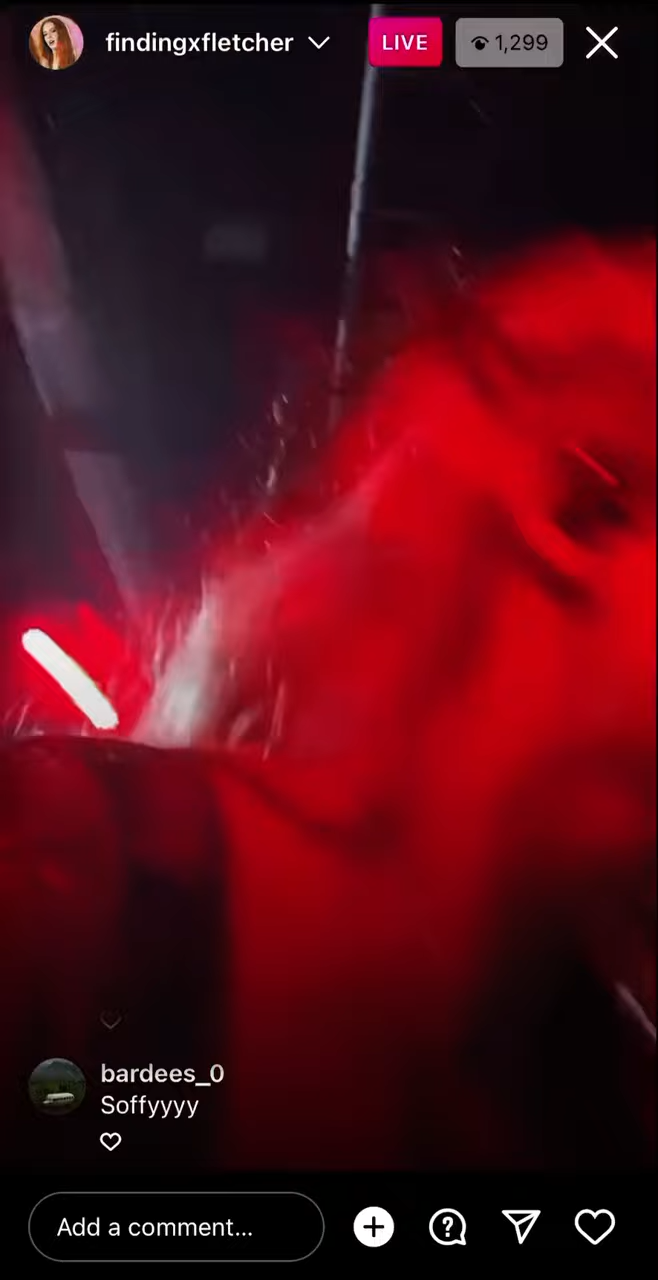 findingxfletcher
LIVE
1,299
bardees_0
Soffyyyy
Add a comment...